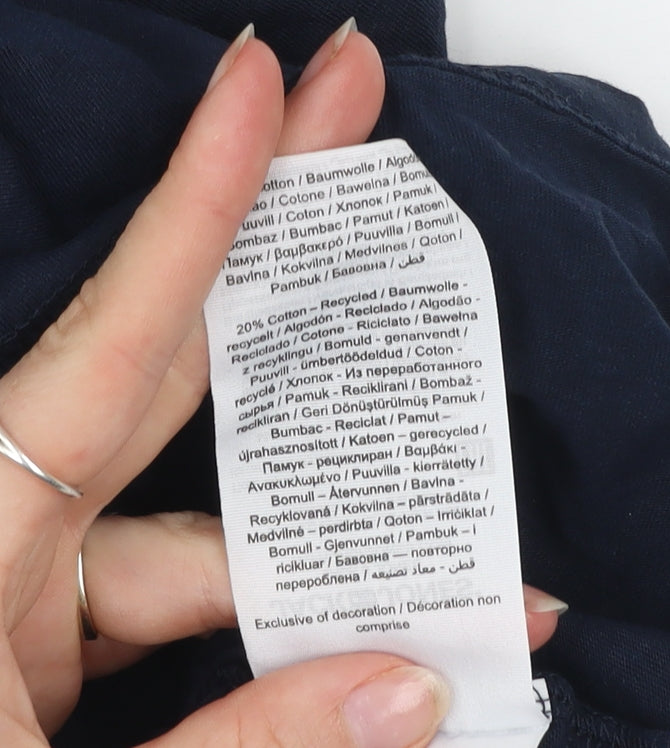 otton / Baumwolle / Algodó
ão / Cotone / Bawełna / Bomu
uuvill / Coton / Хлопок / Pamuk /
ombaž / Bumbac / Pamut / Katoen /
Памук / βαμβακερό / Puuvilla / Bomull /
Bavlna / Kokvilna / Medvilnės / Qoton /
Pambuk / Бавовна / قطن
20% Cotton – Recycled / Baumwolle -
recycelt / Algodón - Reciclado / Algodão -
Reciclado / Cotone - Riciclato / Bawełna
z recyklingu / Bomuld - genanvendt /
Puuvill - ümbertöödeldud / Coton -
recyclé / Хлопок - Из переработанного
сырья / Pamuk - Reciklirani / Bombaž -
recikliran / Geri Dönüştürülmüş Pamuk /
Bumbac - Reciclat / Pamut –
újrahasznosított / Katoen – gerecycled /
Памук - рециклиран / Βαμβάκι -
Ανακυκλωμένο / Puuvilla - kierrätetty /
Bomull – Återvunnen / Bavlna -
Recyklovaná / Kokvilna – pārstrādāta /
Medvilnė – perdirbta / Qoton – Irriċiklat /
Bomull - Gjenvunnet / Pambuk – i
ricikluar / Бавовна — повторно
перероблена / قطن - معاد تصنيعه
Exclusive of decoration / Décoration non
comprise